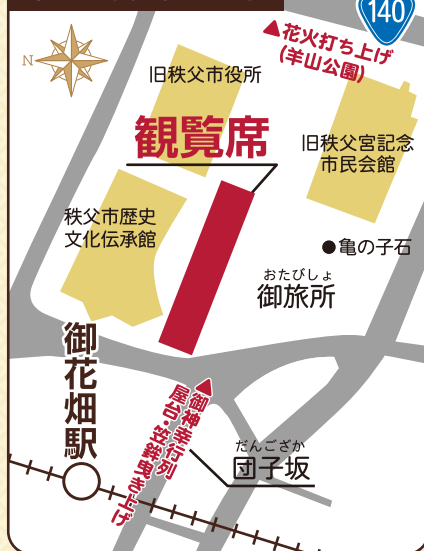 140
花火打ち上げ
(羊山公園)
N
旧秩父市役所
観覧席
旧秩父宮記念
市民会館
秩父市歴史
文化伝承館
亀の子石
おたびしょ
御旅所
御花畑駅
御神幸行列
屋台・笠鉾曳き上げ
だんござか
団子坂